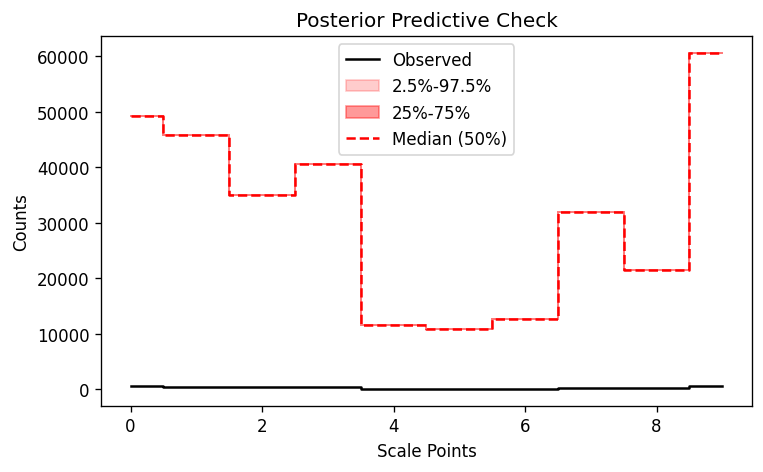 Posterior Predictive Check
Observed
2.5%-97.5%
25%-75%
Median (50%)
Counts
60000
50000
40000
30000
20000
10000
0
0 2 4 6 8
Scale Points